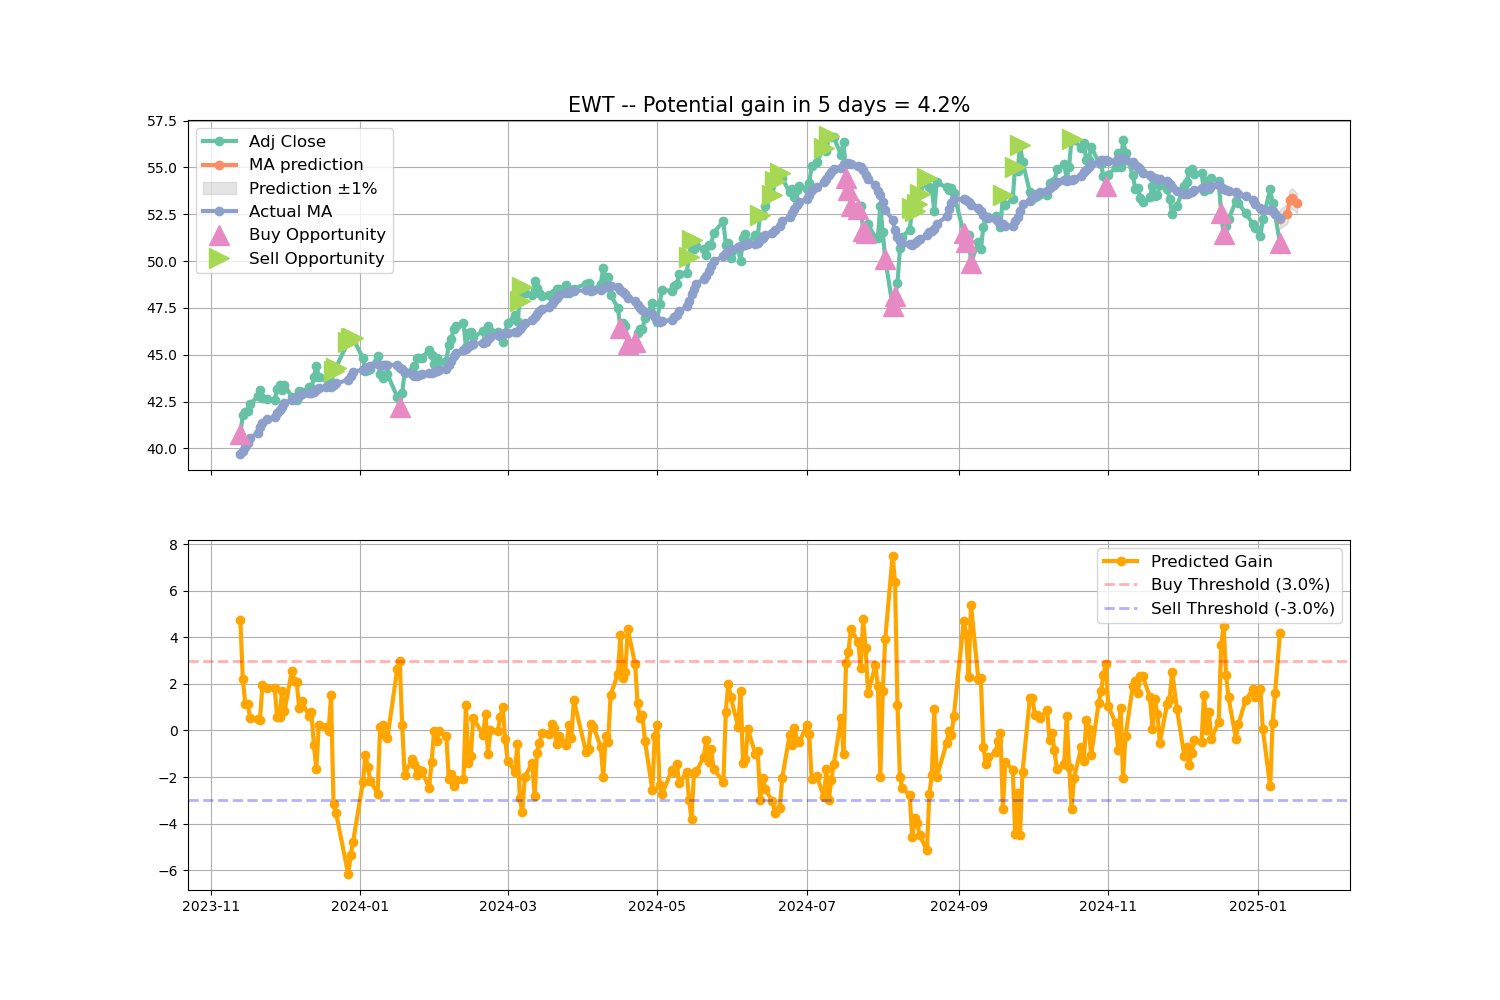 EWT -- Potential gain in 5 days = 4.2%
57.5
55.0
52.5
50.0
47.5
45.0
42.5
40.0
Adj Close
MA prediction
Prediction ±1%
Actual MA
Buy Opportunity
Sell Opportunity
8
6
4
2
0
−2
−4
−6
Predicted Gain
Buy Threshold (3.0%)
Sell Threshold (-3.0%)
2023-11 2024-01 2024-03 2024-05 2024-07 2024-09 2024-11 2025-01